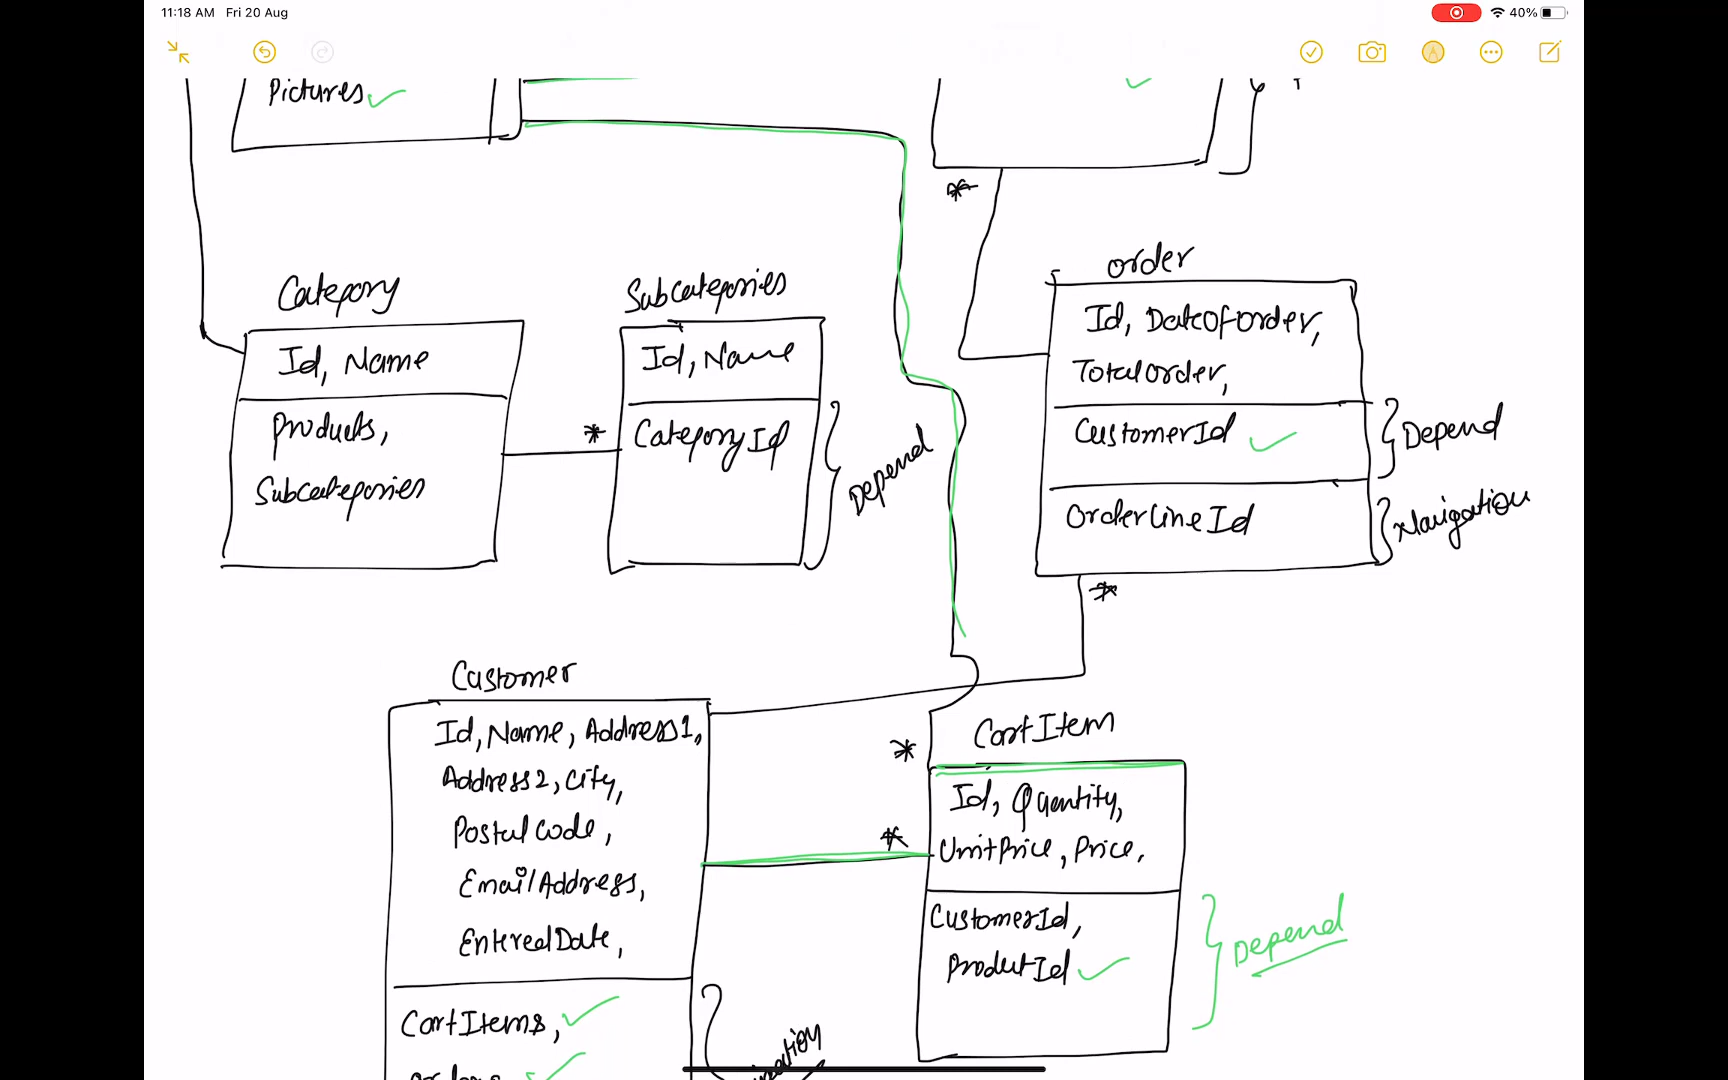 11:18 AM Fri 20 Aug
40%
Pictures
*
order
Id, DateOforder,
Totalorder,
CustomerId
Depend
OrderLineId
Navigation
*
Category
Id, Name
Products,
Subcategories
*
Subcategories
Id, Name
CategoryId
Depend
Customer
Id, Name, Address1,
Address2, City,
Postal Code,
EmailAddress,
EnteredDate,
CartItems,
*
*
CartItem
Id, Quantity,
UnitPrice, Price,
CustomerId,
ProductId
Depend